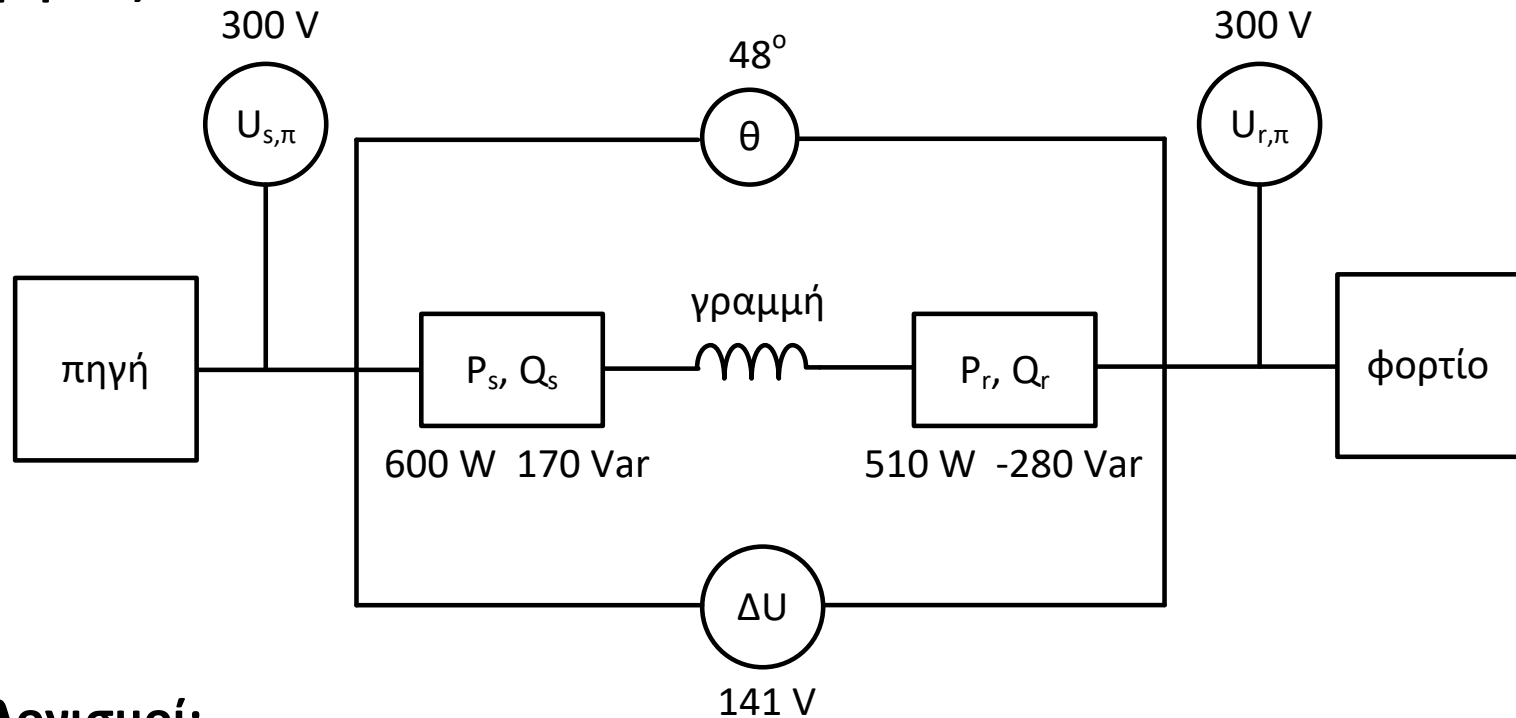 300 V
300 V
48°
U_s,π
θ
U_r,π
πηγή
P_s, Q_s
γραμμή
P_r, Q_r
φορτίο
600 W 170 Var
510 W -280 Var
ΔU
141 V